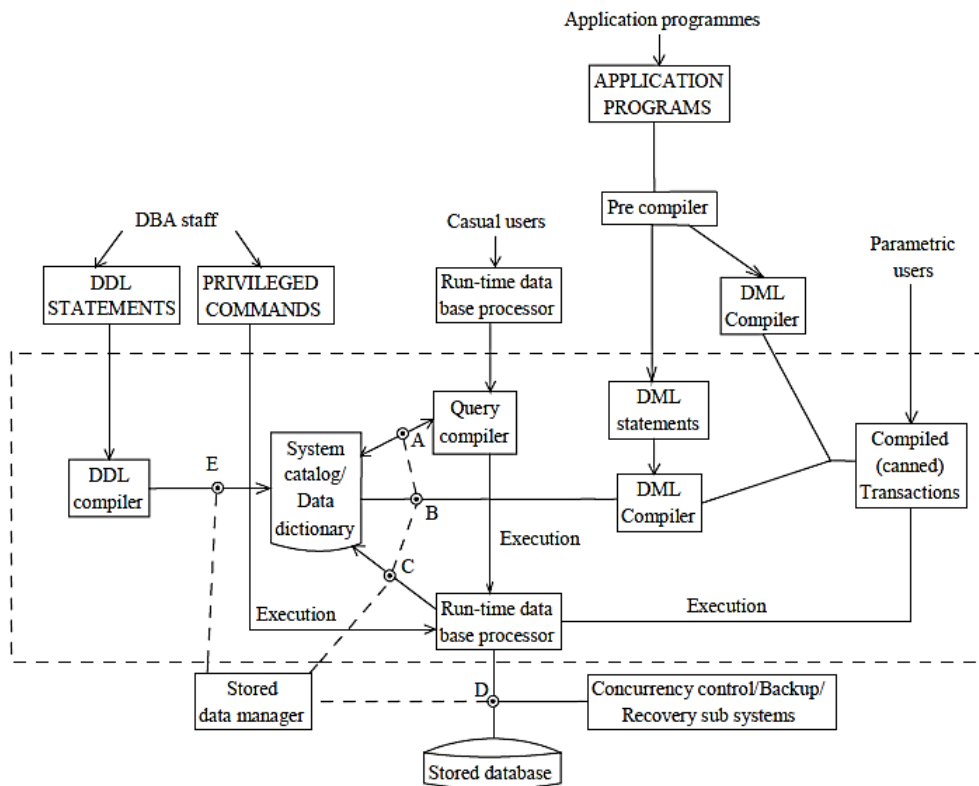 Application programmes
APPLICATION
PROGRAMS
Pre compiler
DBA staff
Casual users
Parametric
users
DDL
STATEMENTS
PRIVILEGED
COMMANDS
Run-time data
base processor
DML
Compiler
Query
compiler
DML
statements
A
System
catalog/
Data
dictionary
Compiled
(canned)
Transactions
E
DDL
compiler
DML
Compiler
B
Execution
C
Execution
Run-time data
base processor
Execution
Stored
data manager
D
Concurrency control/Backup/
Recovery sub systems
Stored database